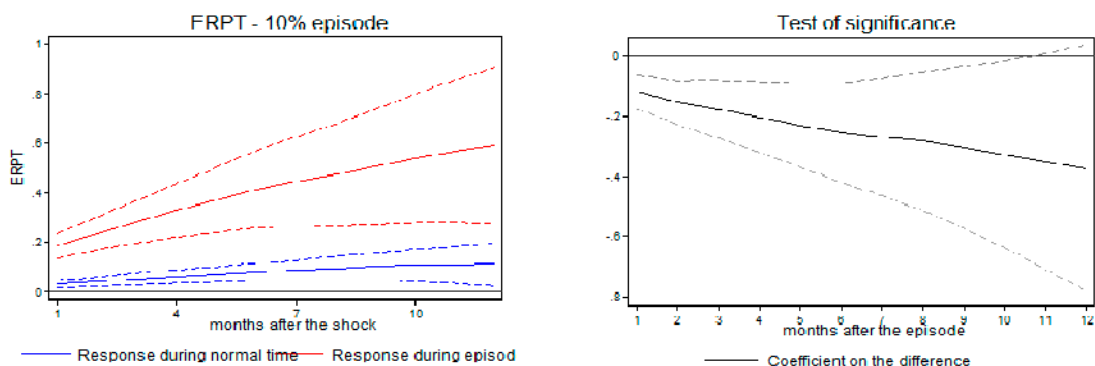 ERPT - 10% episode
1
.8
.6
.4
.2
0
ERPT
1 4 7 10
months after the shock
Response during normal time Response during episod
Test of significance
0
-.2
-.4
-.6
-.8
1 2 3 4 5 6 7 8 9 10 11 12
months after the episode
Coefficient on the difference